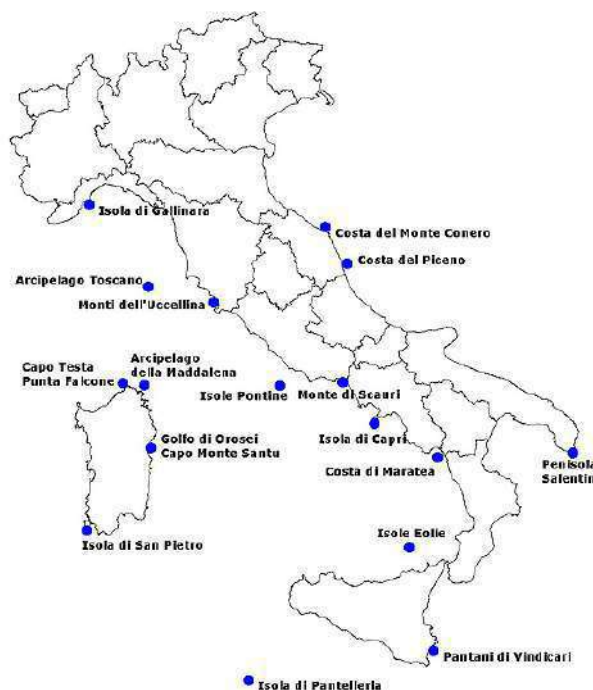 Isola di Gallinara
Costa del Monte Conero
Costa del Piceno
Arcipelago Toscano
Monti dell'Uccellina
Capo Testa
Punta Falcone
Arcipelago
della Maddalena
Isole Pontine
Monte di Scauri
Isola di Capri
Golfo di Orosei
Capo Monte Santu
Costa di Maratea
Penisola
Salentin
Isola di San Pietro
Isole Eolie
Pantani di Vindicari
Isola di Pantelleria